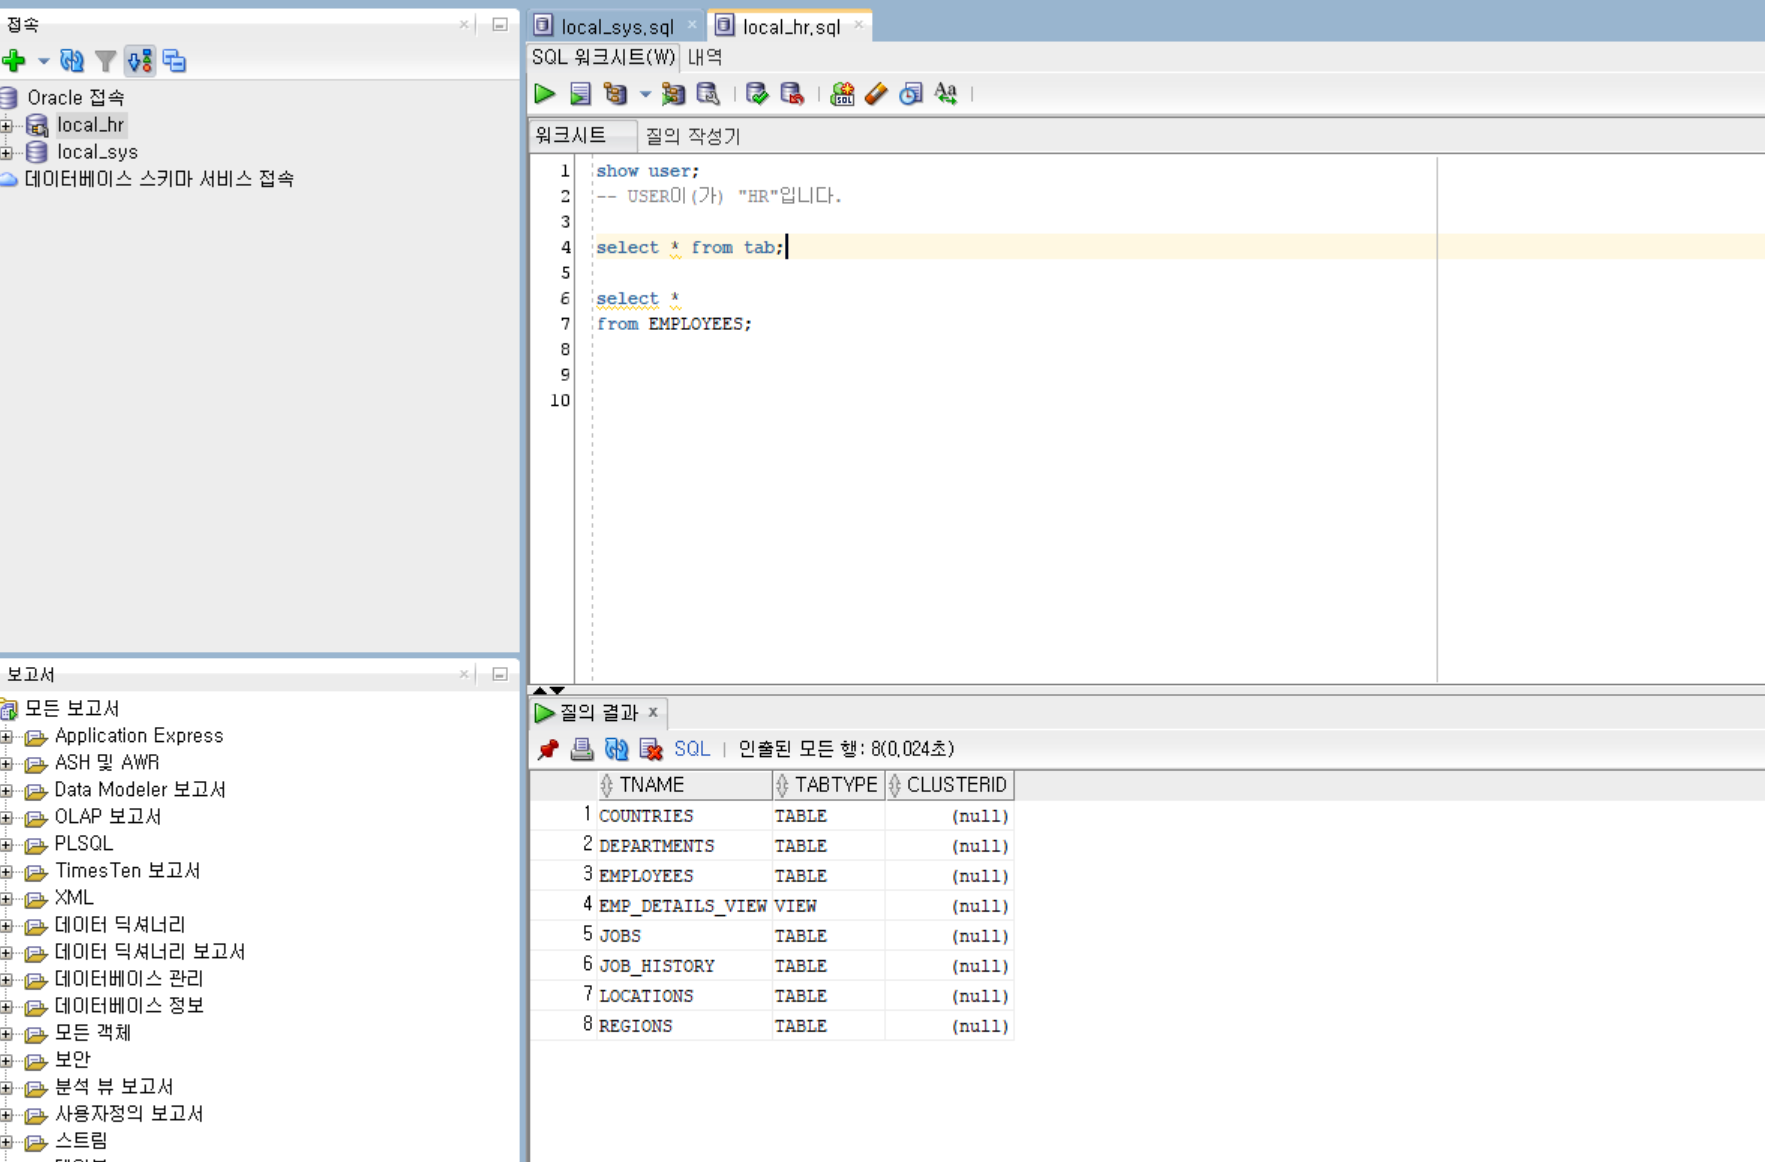 접속
Oracle 접속
local_hr
local_sys
데이터베이스 스키마 서비스 접속
보고서
모든 보고서
Application Express
ASH 및 AWR
Data Modeler 보고서
OLAP 보고서
PLSQL
TimesTen 보고서
XML
데이터 딕셔너리
데이터 딕셔너리 보고서
데이터베이스 관리
데이터베이스 정보
모든 객체
보안
분석 뷰 보고서
사용자정의 보고서
스트림
local_sys.sql local_hr.sql
SQL 워크시트(W) 내역
워크시트 질의 작성기
1 show user;
2 -- USER이(가) "HR"입니다.
3
4 select * from tab;
5
6 select *
7 from EMPLOYEES;
8
9
10
질의 결과
SQL 인출된 모든 행: 8(0.024초)
TNAME TABTYPE CLUSTERID
1 COUNTRIES TABLE (null)
2 DEPARTMENTS TABLE (null)
3 EMPLOYEES TABLE (null)
4 EMP_DETAILS_VIEW VIEW (null)
5 JOBS TABLE (null)
6 JOB_HISTORY TABLE (null)
7 LOCATIONS TABLE (null)
8 REGIONS TABLE (null)